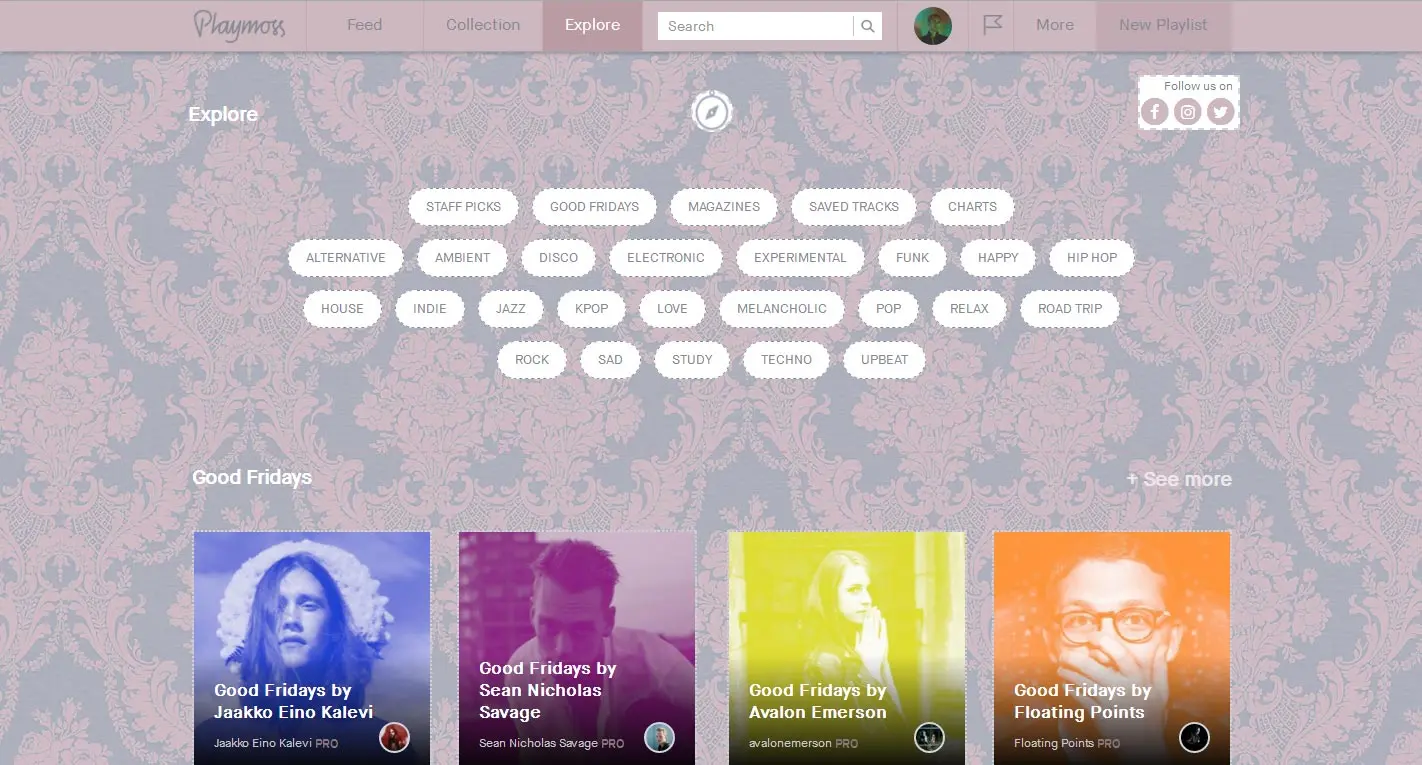 Playmoss Feed Collection Explore Search More New Playlist
Follow us on
Explore
STAFF PICKS GOOD FRIDAYS MAGAZINES SAVED TRACKS CHARTS
ALTERNATIVE AMBIENT DISCO ELECTRONIC EXPERIMENTAL FUNK HAPPY HIP HOP
HOUSE INDIE JAZZ KPOP LOVE MELANCHOLIC POP RELAX ROAD TRIP
ROCK SAD STUDY TECHNO UPBEAT
Good Fridays + See more
Good Fridays by
Jaakko Eino Kalevi
Jaakko Eino Kalevi PRO
Good Fridays by
Sean Nicholas
Savage
Sean Nicholas Savage PRO
Good Fridays by
Avalon Emerson
avalonemerson PRO
Good Fridays by
Floating Points
Floating Points PRO